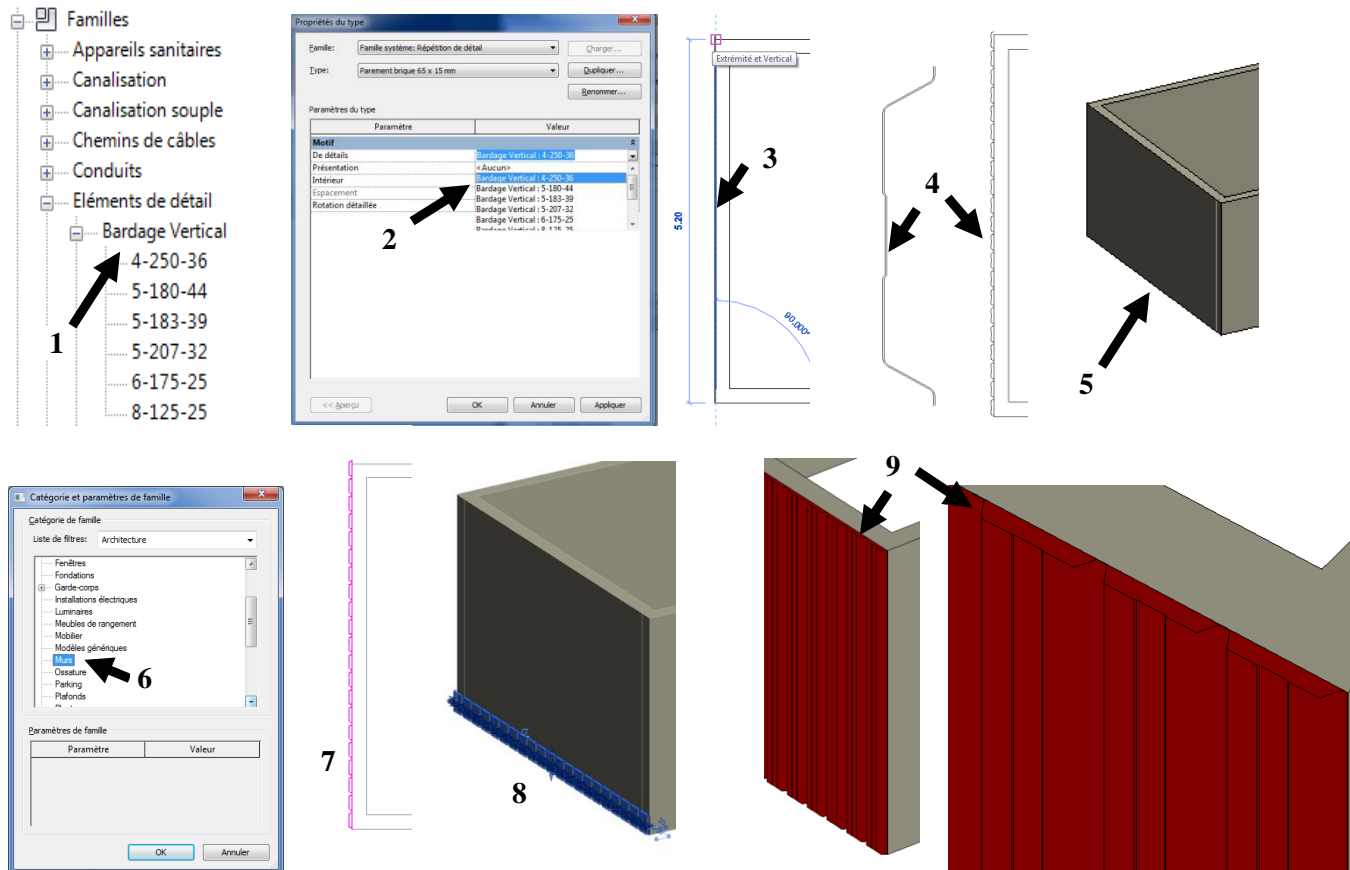 Familles
Appareils sanitaires
Canalisation
Canalisation souple
Chemins de câbles
Conduits
Eléments de détail
Bardage Vertical
4-250-36
5-180-44
5-183-39
5-207-32
6-175-25
8-125-25
1
Propriétés du type
Famille: Famille système: Répétition de détail Charger...
Type: Parement brique 65 x 15 mm Dupliquer...
Renommer...
Paramètres du type
Paramètre Valeur
Motif
De détails Bardage Vertical : 4-250-36
Présentation <Aucun>
Intérieur Bardage Vertical : 4-250-36
Espacement Bardage Vertical : 5-180-44
Rotation détaillée Bardage Vertical : 5-183-39
Bardage Vertical : 5-207-32
Bardage Vertical : 6-175-25
Bardage Vertical : 8-125-25
2
<< Aperçu OK Annuler Appliquer
Extrémité et Vertical
3
5.20
90.000°
4
5
Catégorie et paramètres de famille
Catégorie de famille
Liste de filtres: Architecture
Fenêtres
Fondations
Garde-corps
Installations électriques
Luminaires
Meubles de rangement
Mobilier
Modèles génériques
Murs
Ossature
Parking
Plafonds
6
Paramètres de famille
Paramètre Valeur
OK Annuler
7
8
9